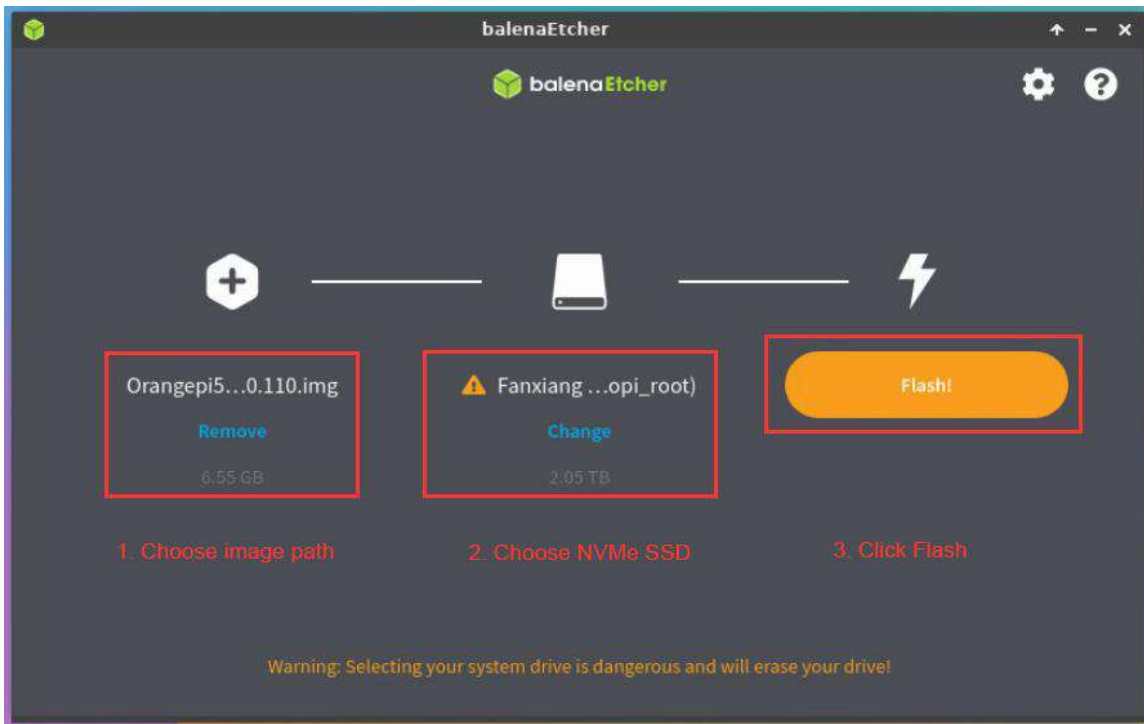 balenaEtcher
balenaEtcher
Orangepi5...0.110.img
Remove
6.55 GB
1. Choose image path
Fanxiang ...opi_root)
Change
2.05 TB
2. Choose NVMe SSD
Flash!
3. Click Flash
Warning: Selecting your system drive is dangerous and will erase your drive!